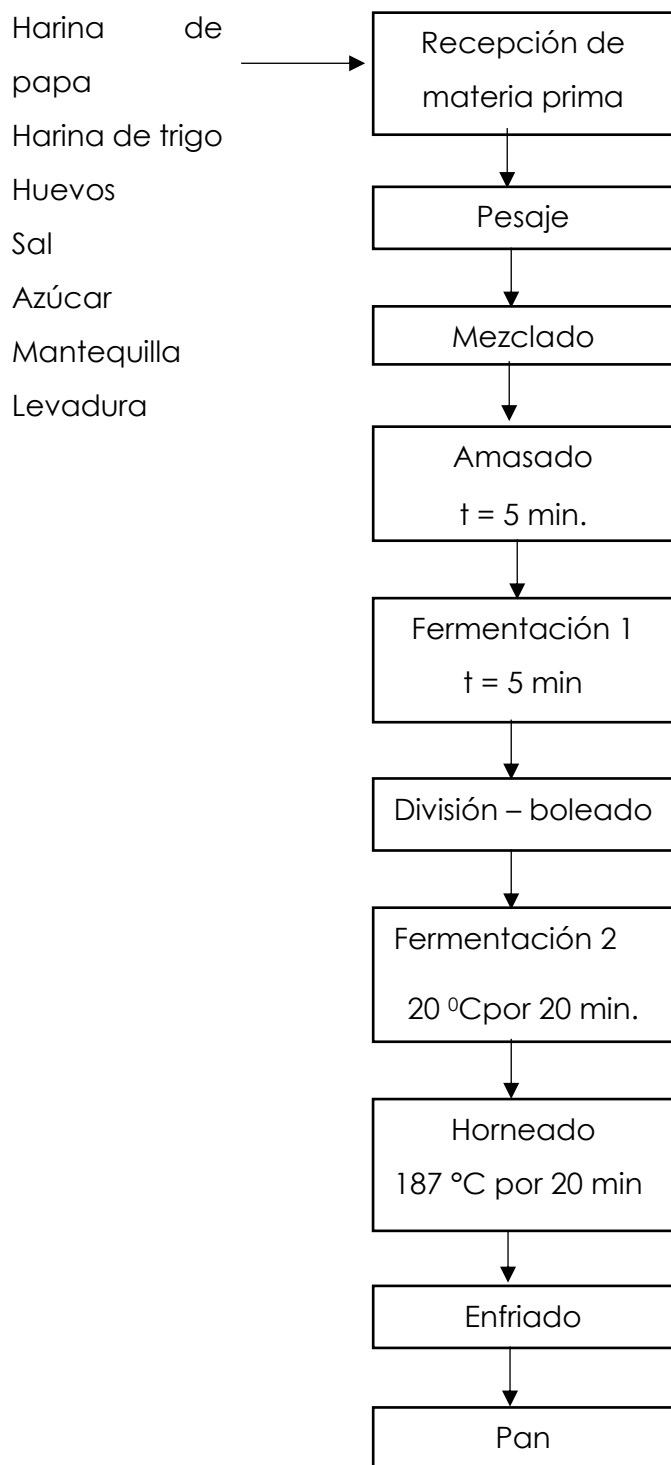 Harina de
papa
Harina de trigo
Huevos
Sal
Azúcar
Mantequilla
Levadura
Recepción de
materia prima
Pesaje
Mezclado
Amasado
t = 5 min.
Fermentación 1
t = 5 min
División – boleado
Fermentación 2
20 ⁰Cpor 20 min.
Horneado
187 °C por 20 min
Enfriado
Pan